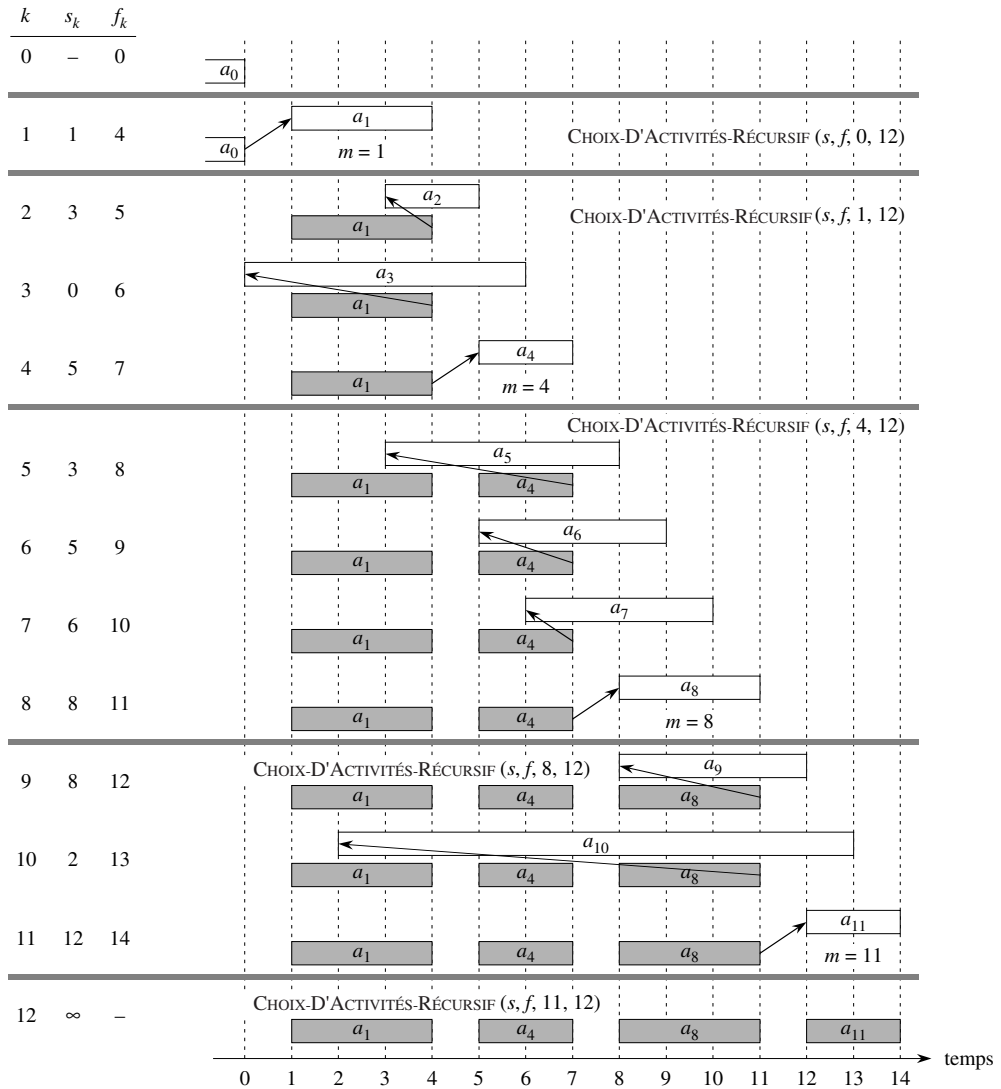 k s_k f_k
0 – 0
a_0
1 1 4
a_1
a_0
m = 1
CHOIX-D'ACTIVITÉS-RÉCURSIF (s, f, 0, 12)
2 3 5
a_2
a_1
CHOIX-D'ACTIVITÉS-RÉCURSIF (s, f, 1, 12)
3 0 6
a_3
a_1
4 5 7
a_4
a_1
m = 4
CHOIX-D'ACTIVITÉS-RÉCURSIF (s, f, 4, 12)
5 3 8
a_5
a_1 a_4
6 5 9
a_6
a_1 a_4
7 6 10
a_7
a_1 a_4
8 8 11
a_8
a_1 a_4
m = 8
9 8 12
CHOIX-D'ACTIVITÉS-RÉCURSIF (s, f, 8, 12)
a_9
a_1 a_4 a_8
10 2 13
a_10
a_1 a_4 a_8
11 12 14
a_11
a_1 a_4 a_8
m = 11
12 ∞ –
CHOIX-D'ACTIVITÉS-RÉCURSIF (s, f, 11, 12)
a_1 a_4 a_8 a_11
temps
0 1 2 3 4 5 6 7 8 9 10 11 12 13 14